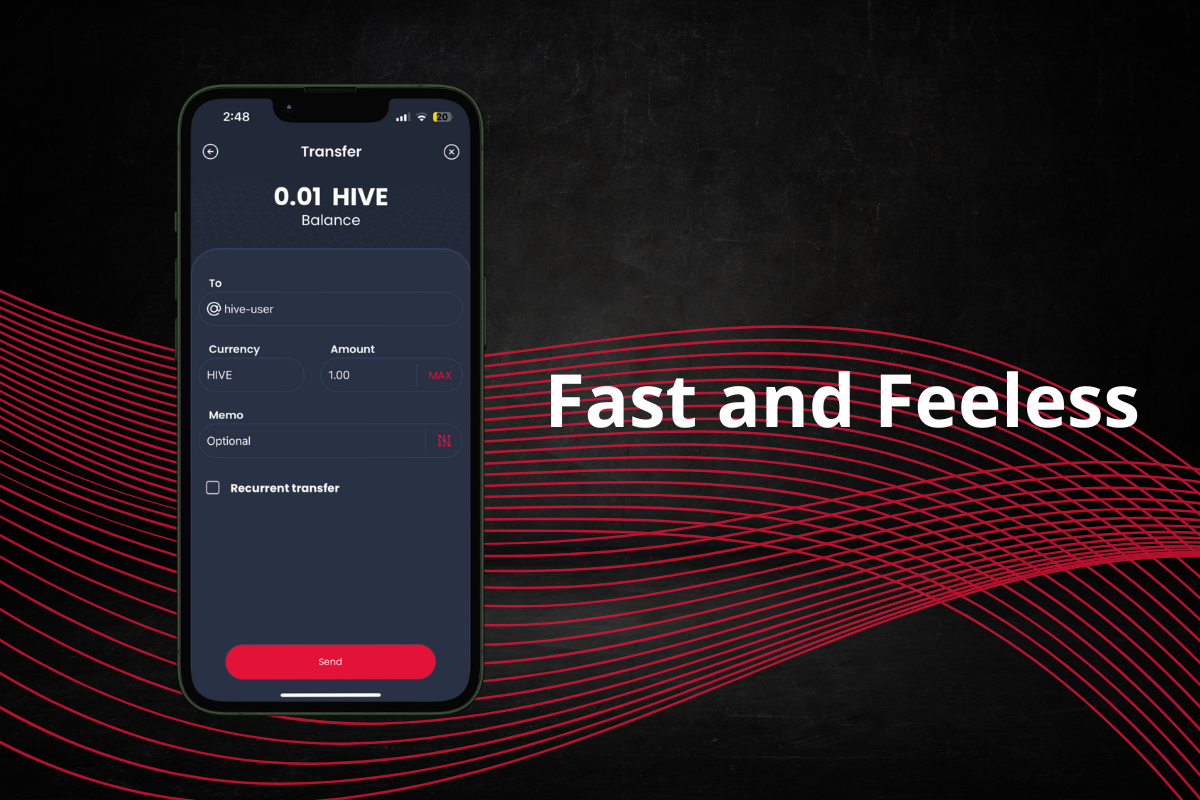 2:48
20
Transfer
0.01 HIVE
Balance
To
@ hive-user
Currency Amount
HIVE 1.00 MAX
Memo
Optional
Recurrent transfer
Send
Fast and Feeless